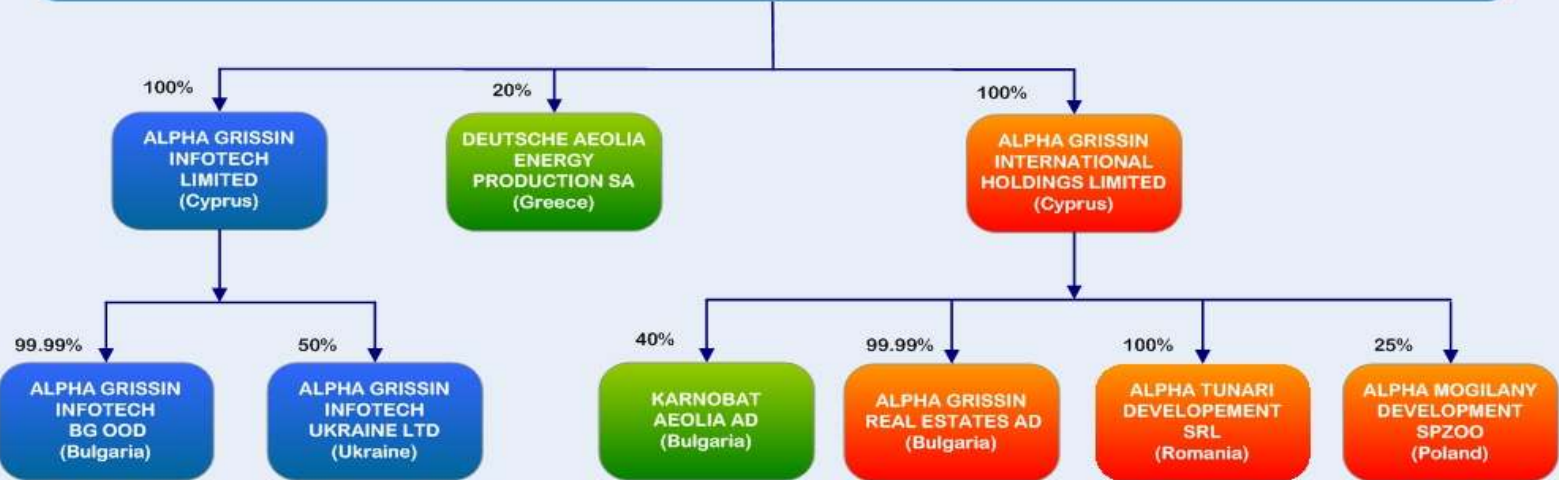 100%
20%
100%
ALPHA GRISSIN
INFOTECH
LIMITED
(Cyprus)
DEUTSCHE AEOLIA
ENERGY
PRODUCTION SA
(Greece)
ALPHA GRISSIN
INTERNATIONAL
HOLDINGS LIMITED
(Cyprus)
99.99%
50%
40%
99.99%
100%
25%
ALPHA GRISSIN
INFOTECH
BG OOD
(Bulgaria)
ALPHA GRISSIN
INFOTECH
UKRAINE LTD
(Ukraine)
KARNOBAT
AEOLIA AD
(Bulgaria)
ALPHA GRISSIN
REAL ESTATES AD
(Bulgaria)
ALPHA TUNARI
DEVELOPEMENT
SRL
(Romania)
ALPHA MOGILANY
DEVELOPMENT
SPZOO
(Poland)